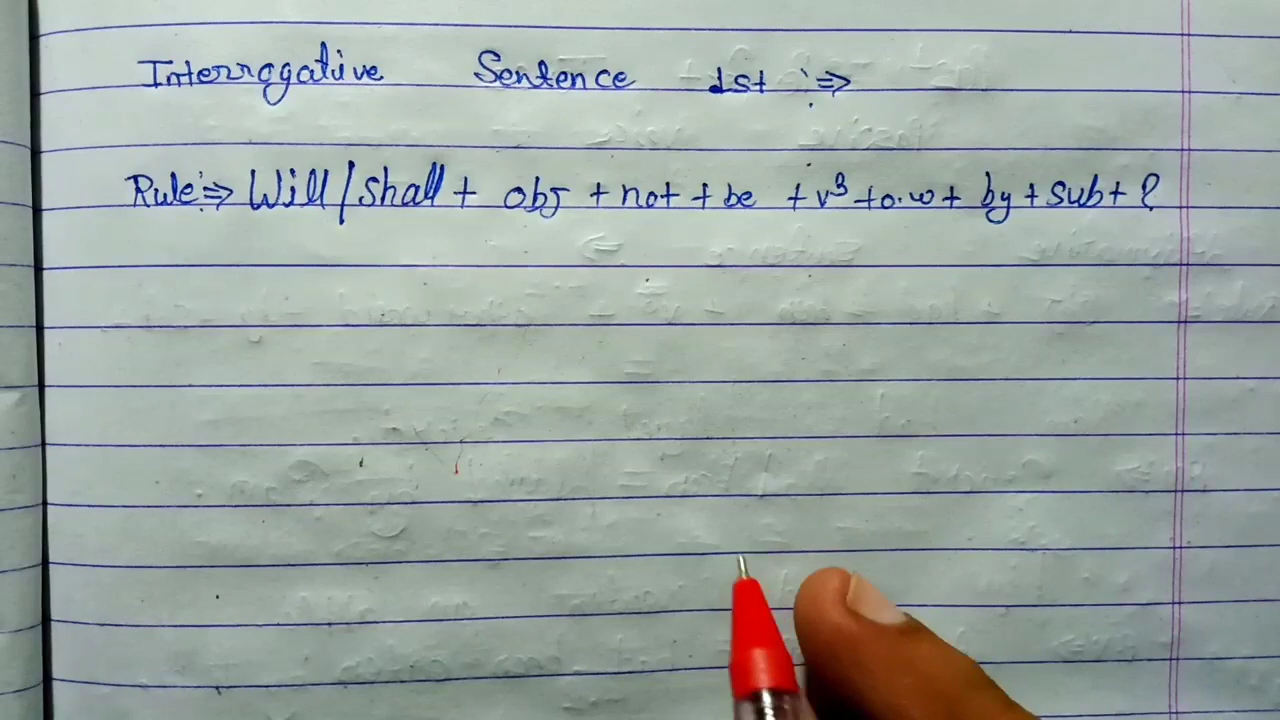 Interrogative Sentence 1st :⇒
Rule:⇒ Will/Shall + obj + not + be + v³ + o.w + by + sub + ?